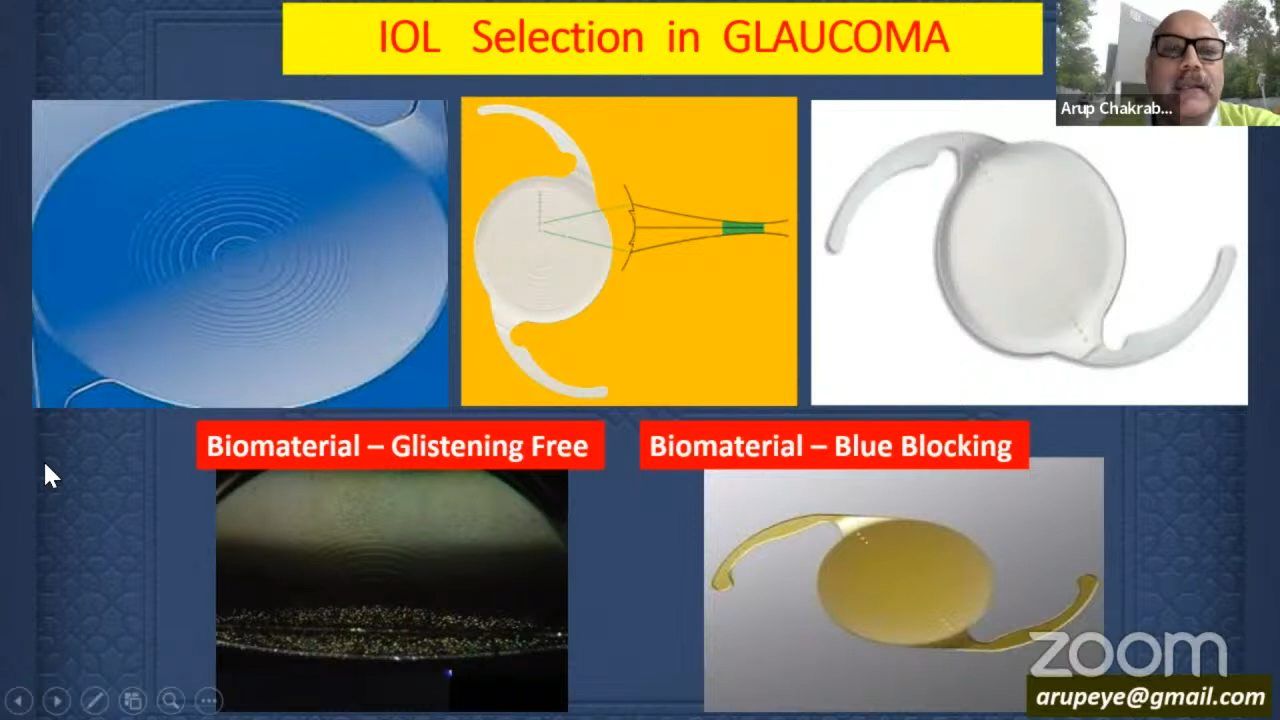 IOL Selection in GLAUCOMA
Arup Chakrab...
Biomaterial – Glistening Free
Biomaterial – Blue Blocking
zoom
arupeye@gmail.com